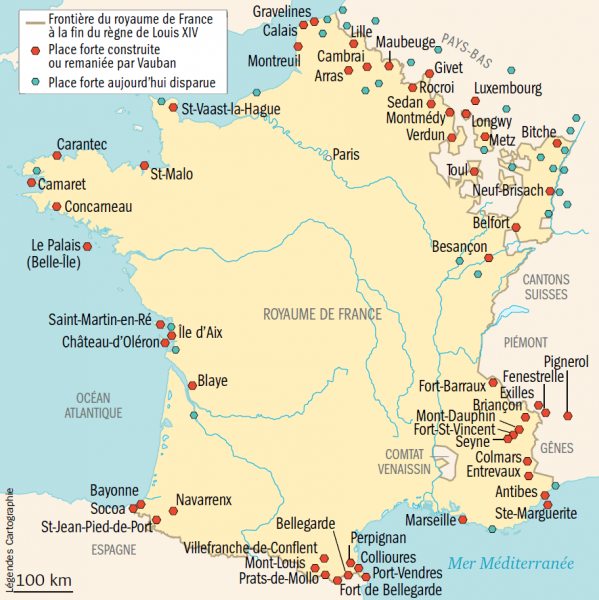 Frontière du royaume de France
à la fin du règne de Louis XIV
Place forte construite
ou remaniée par Vauban
Place forte aujourd'hui disparue
Gravelines
Calais
Lille
Montreuil
Cambrai
Arras
Maubeuge
PAYS-BAS
Givet
Rocroi
Sedan
Luxembourg
Montmédy
Longwy
Verdun
Metz
Bitche
St-Vaast-la-Hague
Paris
Carantec
St-Malo
Toul
Camaret
Neuf-Brisach
Concarneau
Belfort
Le Palais
(Belle-Île)
Besançon
CANTONS
SUISSES
ROYAUME DE FRANCE
Saint-Martin-en-Ré
Île d'Aix
Château-d'Oléron
PIÉMONT
Pignerol
Blaye
Fort-Barraux
Fenestrelle
Exilles
Briançon
OCÉAN
ATLANTIQUE
Mont-Dauphin
Fort-St-Vincent
Seyne
GÊNES
COMTAT
VENAISSIN
Colmars
Entrevaux
Bayonne
Socoa
Navarrenx
Antibes
Ste-Marguerite
St-Jean-Pied-de-Port
Marseille
Bellegarde
Perpignan
ESPAGNE
Villefranche-de-Conflent
Collioures
Mont-Louis
Port-Vendres
Prats-de-Mollo
Fort de Bellegarde
Mer Méditerranée
100 km
Légendes Cartographie